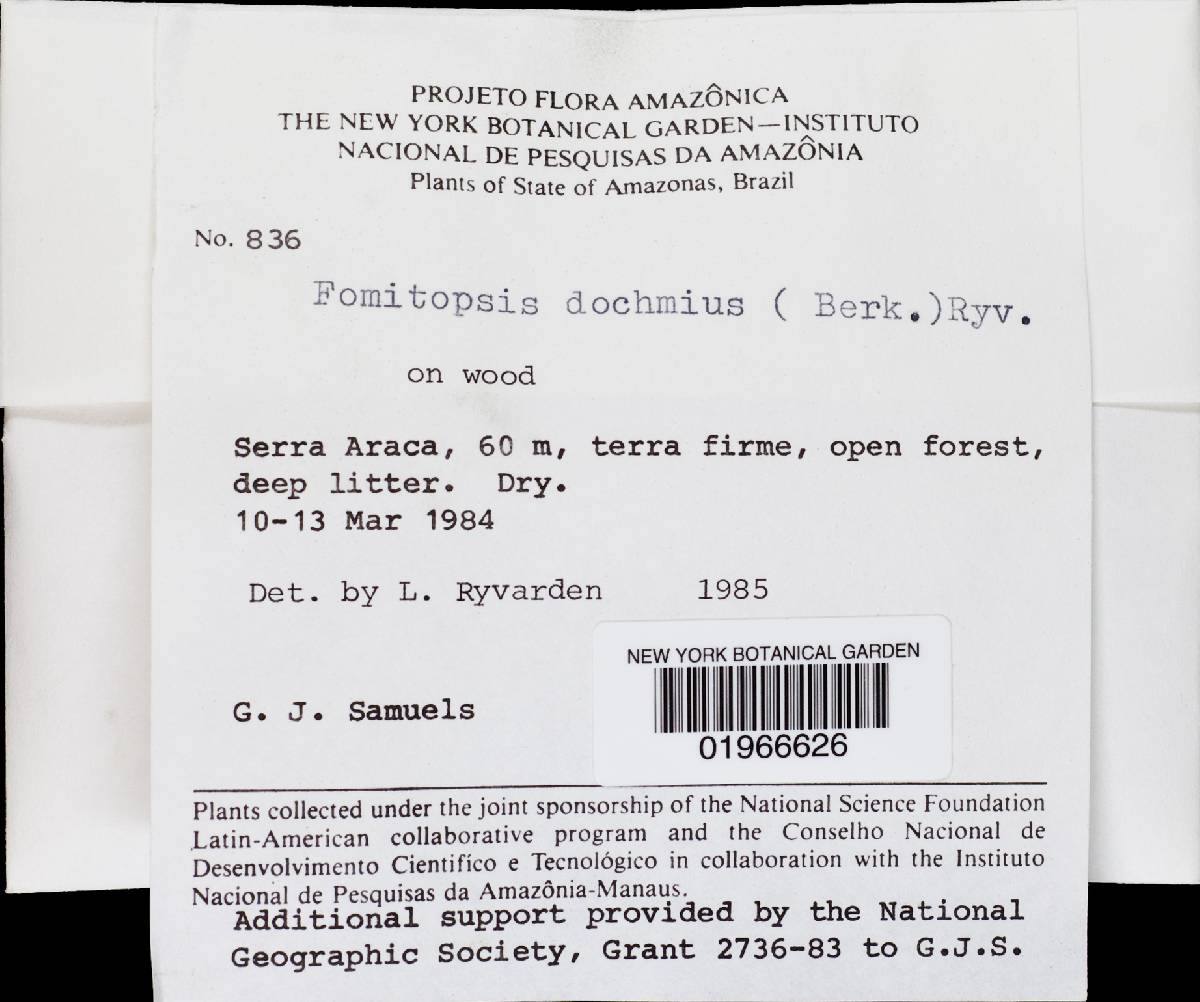 PROJETO FLORA AMAZÔNICA
THE NEW YORK BOTANICAL GARDEN—INSTITUTO
NACIONAL DE PESQUISAS DA AMAZÔNIA
Plants of State of Amazonas, Brazil
No. 836
Fomitopsis dochmius ( Berk.)Ryv.
on wood
Serra Araca, 60 m, terra firme, open forest,
deep litter. Dry.
10-13 Mar 1984
Det. by L. Ryvarden 1985
NEW YORK BOTANICAL GARDEN
G. J. Samuels
01966626
Plants collected under the joint sponsorship of the National Science Foundation
Latin-American collaborative program and the Conselho Nacional de
Desenvolvimento Cientifíco e Tecnológico in collaboration with the Instituto
Nacional de Pesquisas da Amazônia-Manaus.
Additional support provided by the National
Geographic Society, Grant 2736-83 to G.J.S.